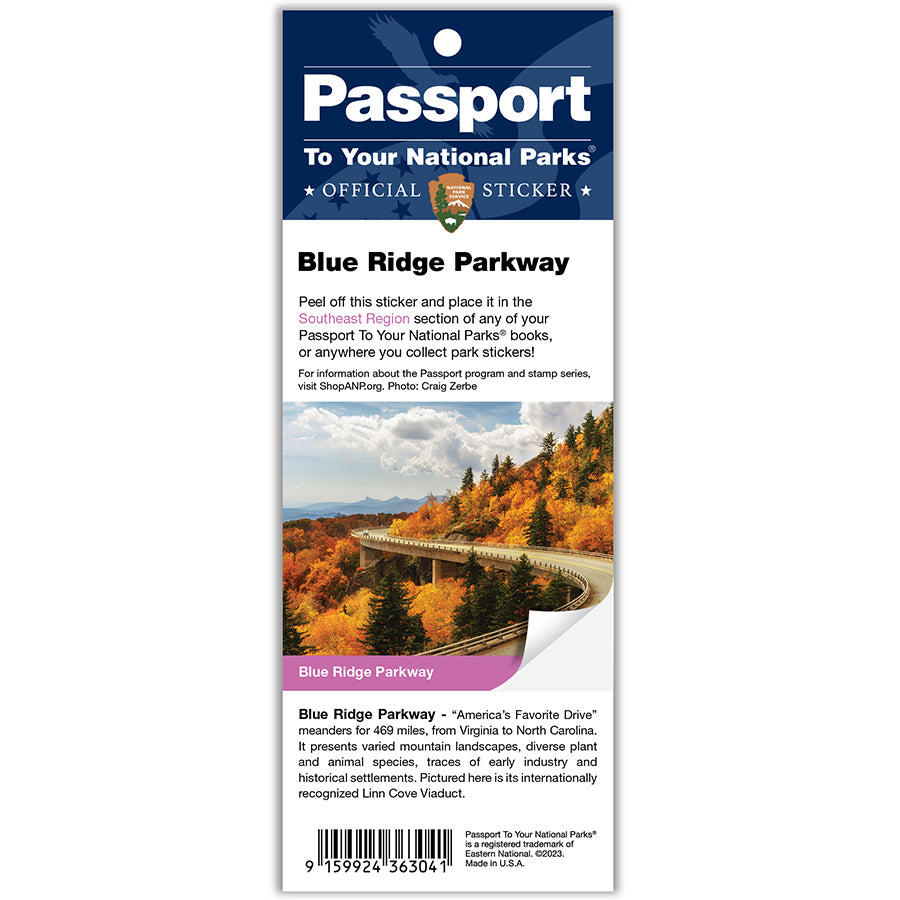 Passport
To Your National Parks®
★ OFFICIAL STICKER ★
NATIONAL
PARK
SERVICE
Blue Ridge Parkway
Peel off this sticker and place it in the
Southeast Region section of any of your
Passport To Your National Parks® books,
or anywhere you collect park stickers!
For information about the Passport program and stamp series,
visit ShopANP.org. Photo: Craig Zerbe
Blue Ridge Parkway
Blue Ridge Parkway - “America’s Favorite Drive”
meanders for 469 miles, from Virginia to North Carolina.
It presents varied mountain landscapes, diverse plant
and animal species, traces of early industry and
historical settlements. Pictured here is its internationally
recognized Linn Cove Viaduct.
9 159924 363041
Passport To Your National Parks®
is a registered trademark of
Eastern National. ©2023.
Made in U.S.A.